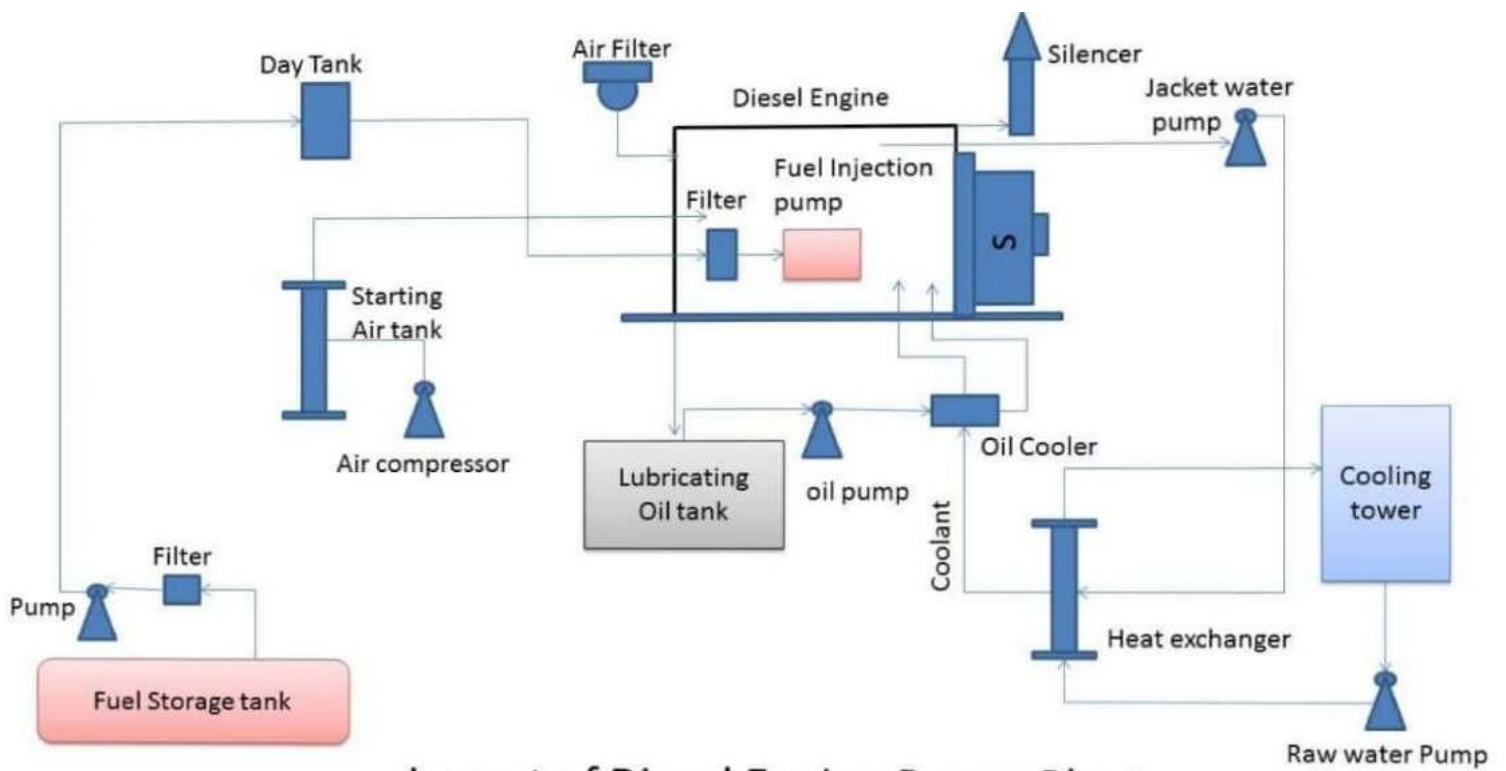 Day Tank
Air Filter
Silencer
Diesel Engine
Jacket water
pump
Fuel Injection
pump
Filter
S
Starting
Air tank
Air compressor
Oil Cooler
Lubricating
Oil tank
oil pump
Cooling
tower
Coolant
Filter
Pump
Heat exchanger
Fuel Storage tank
Raw water Pump